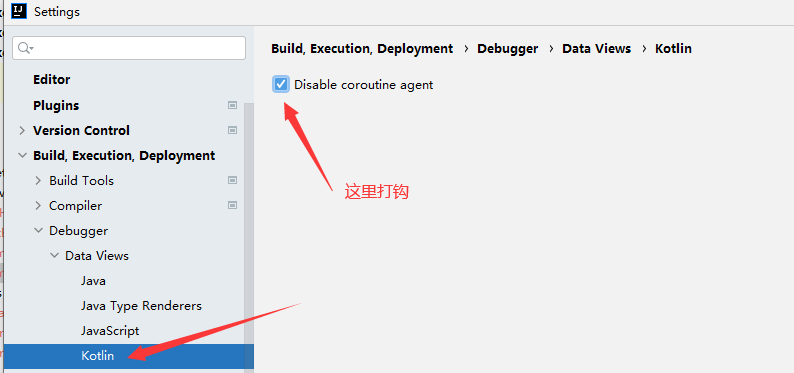 IJ
Settings
Build, Execution, Deployment › Debugger › Data Views › Kotlin
Disable coroutine agent
这里打钩
Editor
Plugins
Version Control
Build, Execution, Deployment
Build Tools
Compiler
Debugger
Data Views
Java
Java Type Renderers
JavaScript
Kotlin